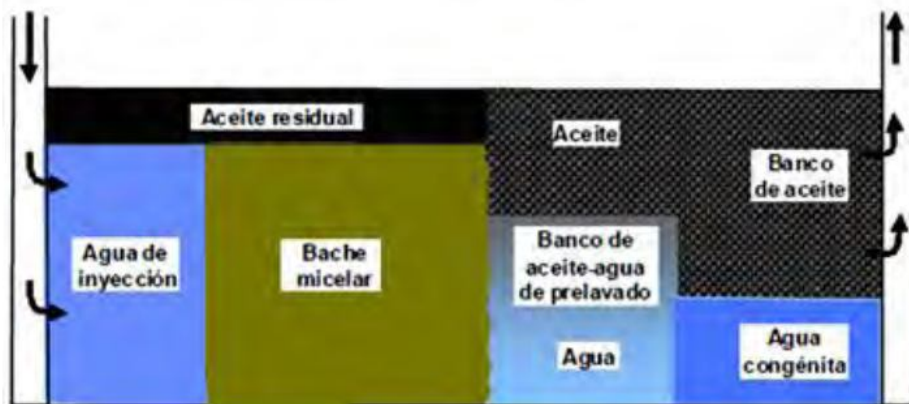 Aceite residual
Aceite
Banco
de aceite
Agua de
inyección
Bache
micelar
Banco de
aceite-agua
de prelavado
Agua
Agua
congénita